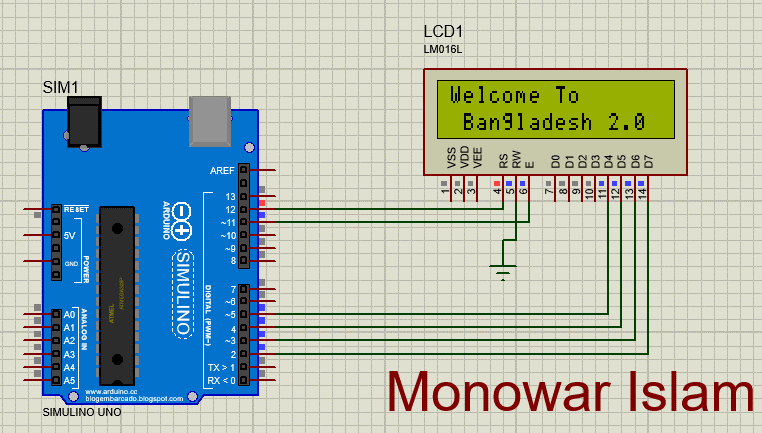 LCD1
LM016L
Welcome To
Bangladesh 2.0
VSS VDD VEE RS RW E D0 D1 D2 D3 D4 D5 D6 D7
1 2 3 4 5 6 7 8 9 10 11 12 13 14
SIM1
AREF
13
12
~11
~10
~9
8
7
~6
~5
4
~3
2
TX > 1
RX < 0
DIGITAL (PWM~)
RESET
5V
GND
POWER
A0
A1
A2
A3
A4
A5
ANALOG IN
ARDUINO
SIMULINO
ATMEL
ATMEGA328P
www.arduino.cc
blogembarcado.blogspot.com
SIMULINO UNO
Monowar Islam